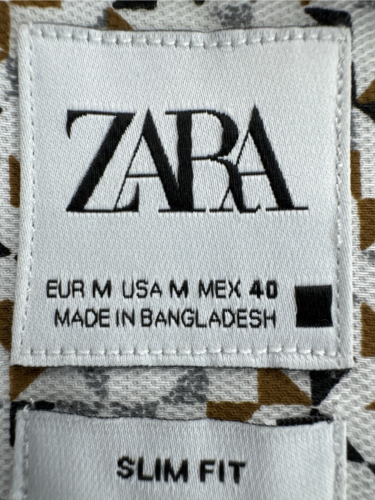 ZARA
EUR M USA M MEX 40
MADE IN BANGLADESH
SLIM FIT